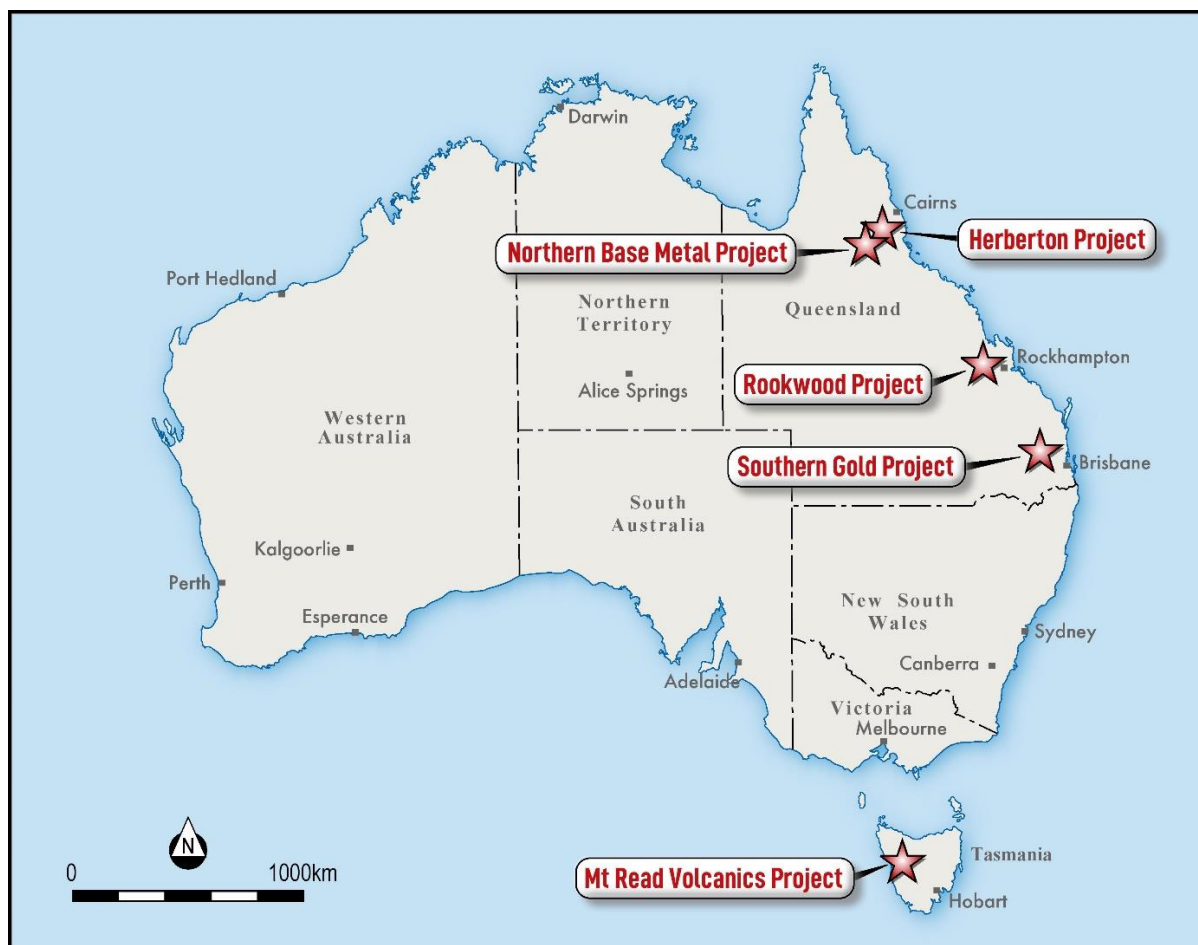 Darwin
Cairns
Herberton Project
Northern Base Metal Project
Port Hedland
Northern
Territory
Queensland
Rockhampton
Alice Springs
Rookwood Project
Western
Australia
Southern Gold Project
Brisbane
South
Australia
Kalgoorlie
Perth
New South
Wales
Esperance
Sydney
Canberra
Adelaide
Victoria
Melbourne
N
0 1000km
Tasmania
Mt Read Volcanics Project
Hobart